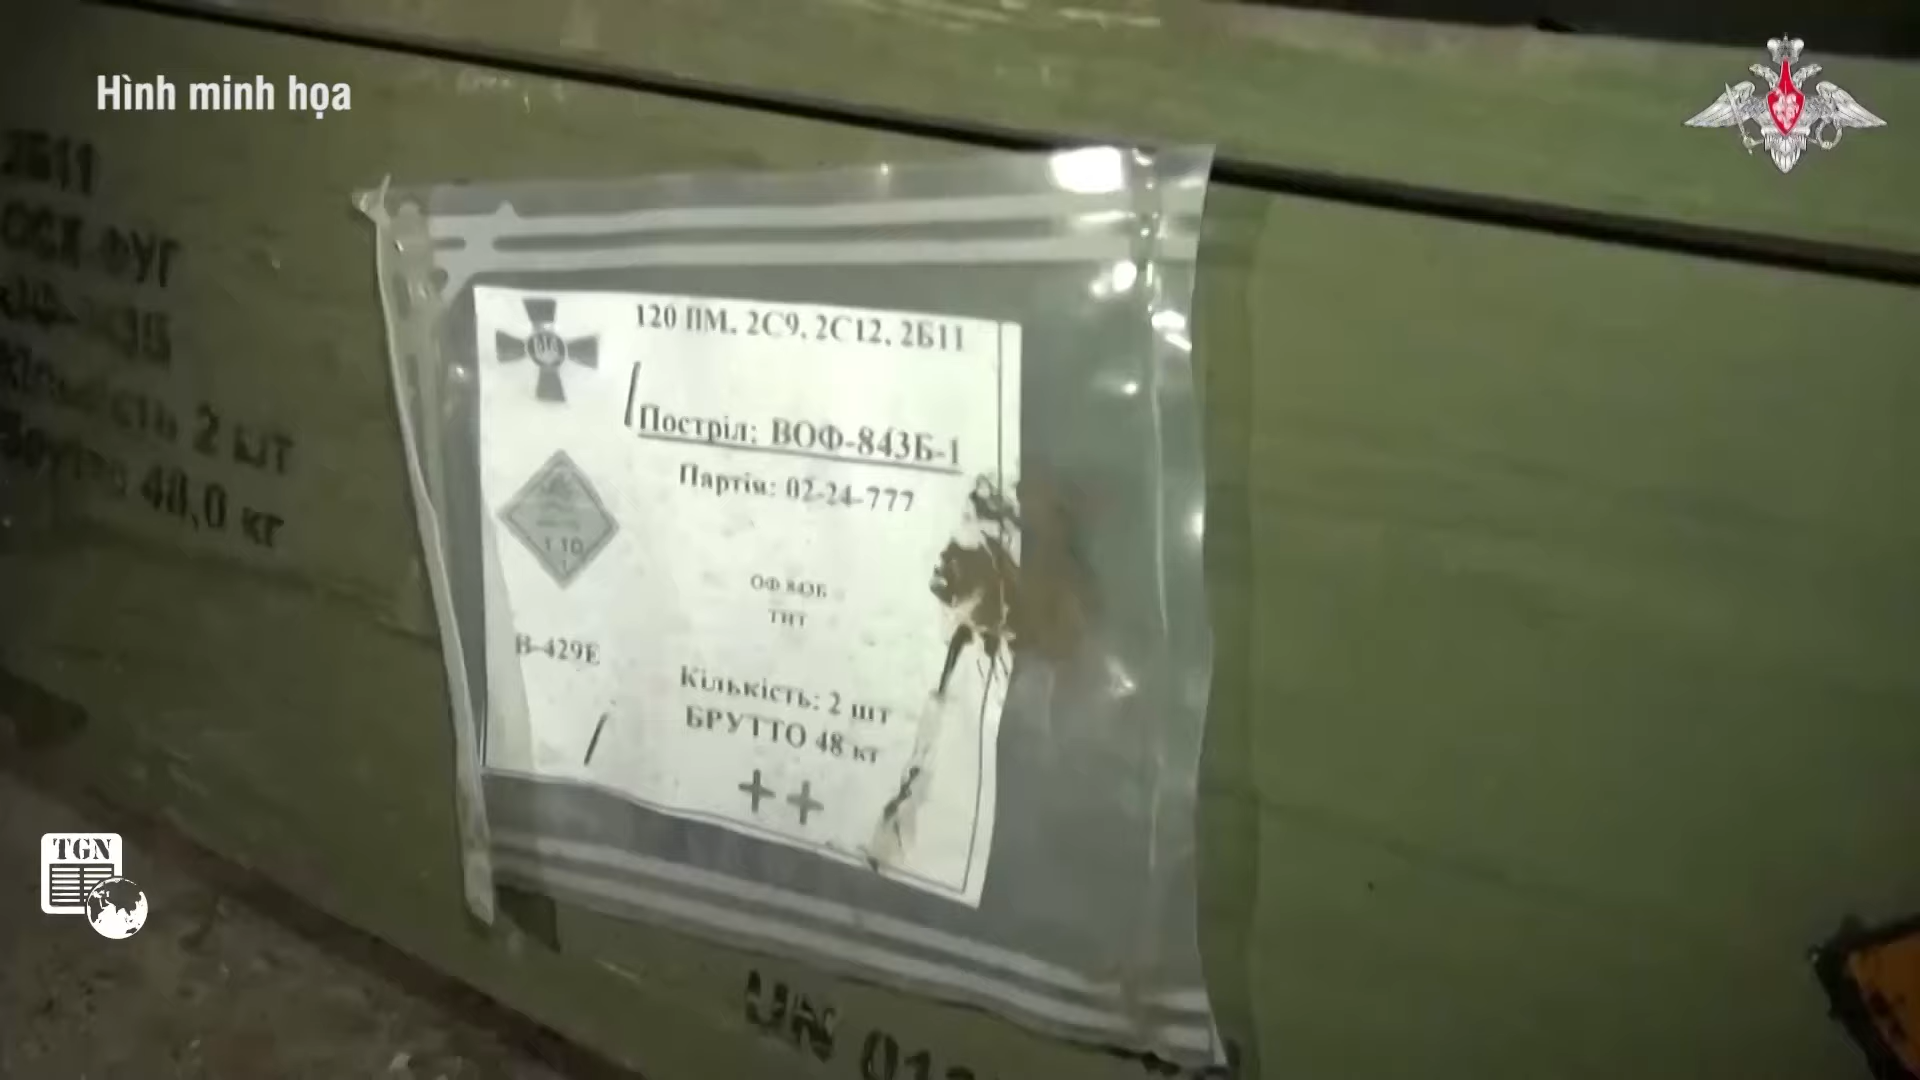 Hình minh họa
2Б11
2 ШТ
48,0 кг
120 ПМ, 2С9, 2С12, 2Б11
Постріл: ВОФ-843Б-1
Партія: 02-24-777
ОФ 843Б
ТНТ
В-429Е
Кількість: 2 шт
БРУТТО 48 кг
++
TGN
UN